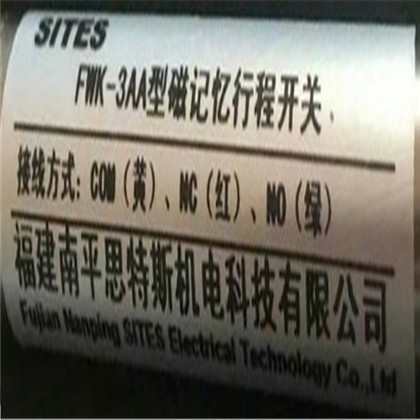 SITES
FWK-3AA型磁记忆行程开关
接线方式: COM(黄)、NC(红)、NO(绿)
福建南平思特斯机电科技有限公司
Fujian Nanping SITES Electrical Technology Co.,Ltd